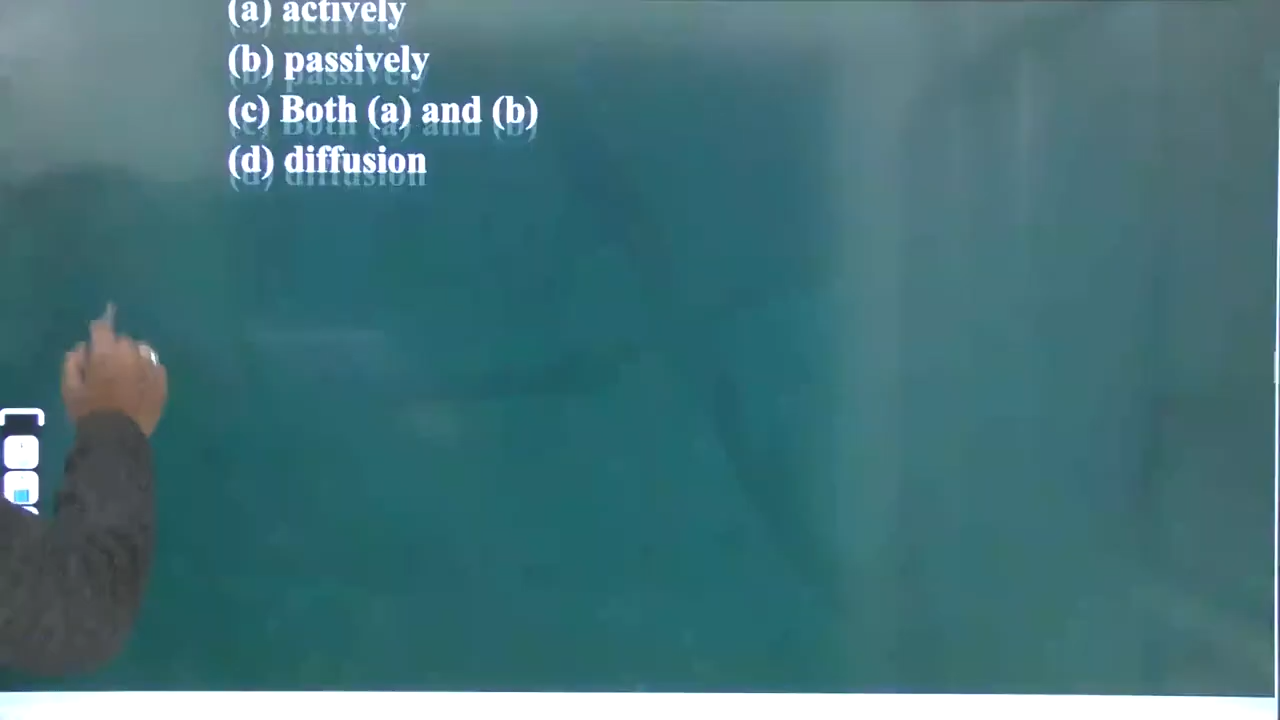 (a) actively
(b) passively
(c) Both (a) and (b)
(d) diffusion